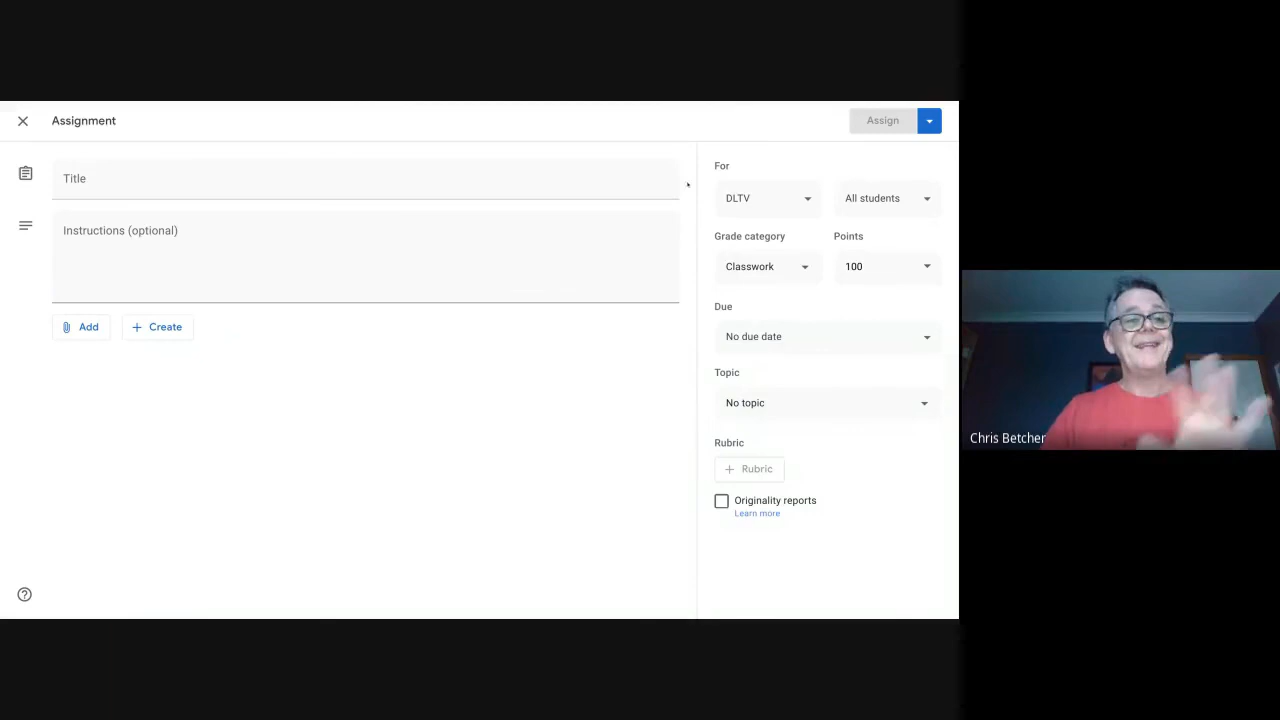 Assignment
Assign
Title
Instructions (optional)
Add
Create
For
DLTV
All students
Grade category
Points
Classwork
100
Due
No due date
Topic
No topic
Rubric
Rubric
Originality reports
Learn more
Chris Betcher